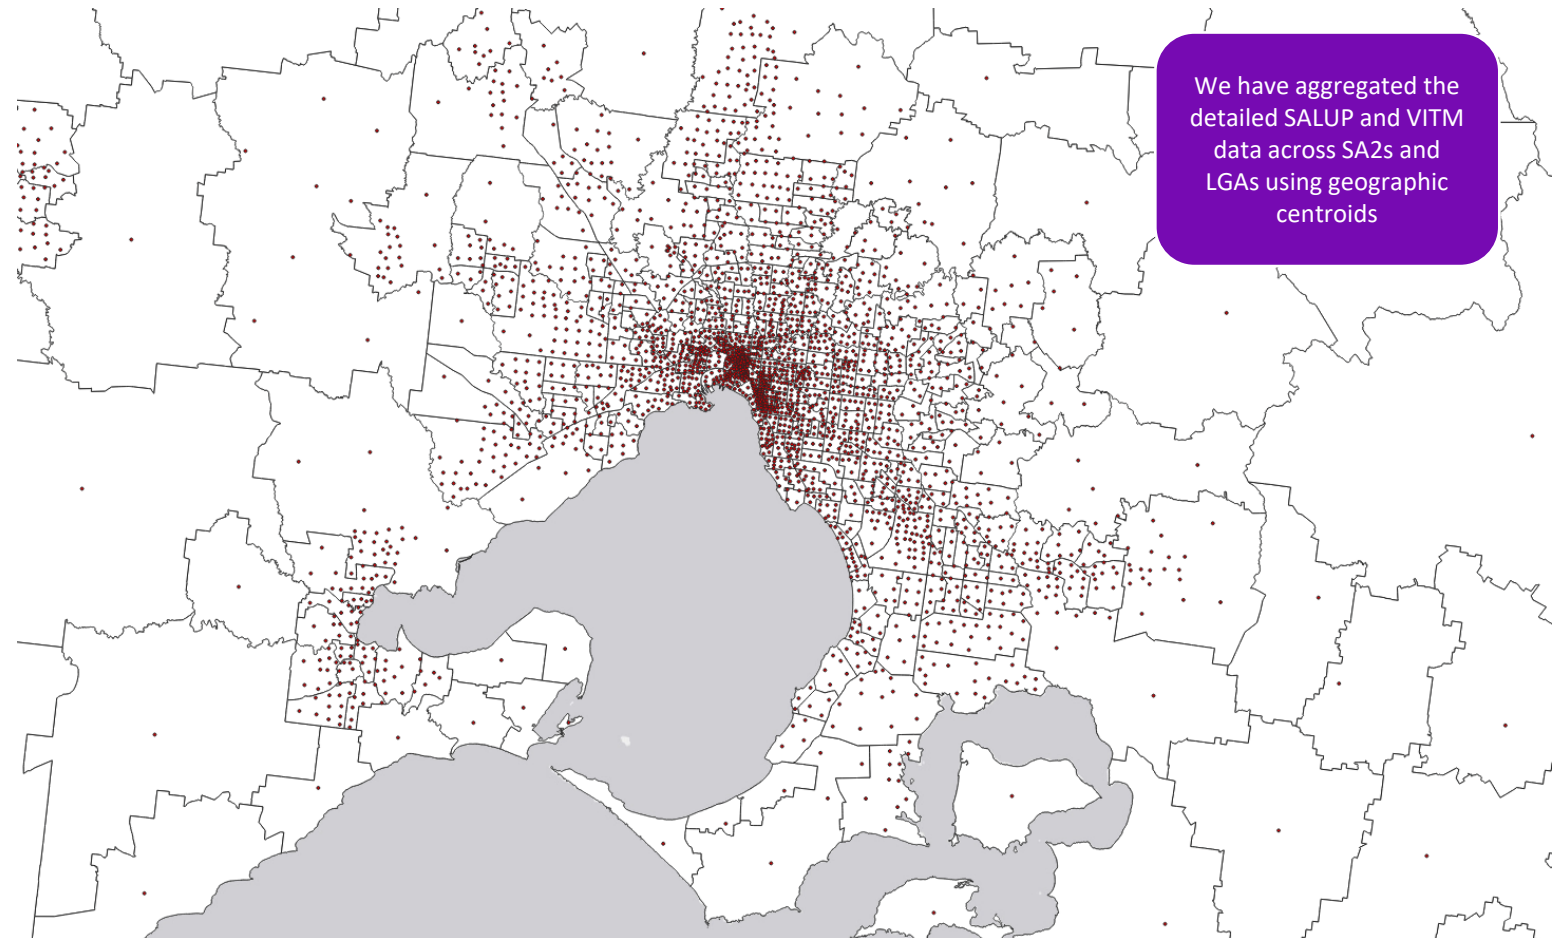 We have aggregated the
detailed SALUP and VITM
data across SA2s and
LGAs using geographic
centroids